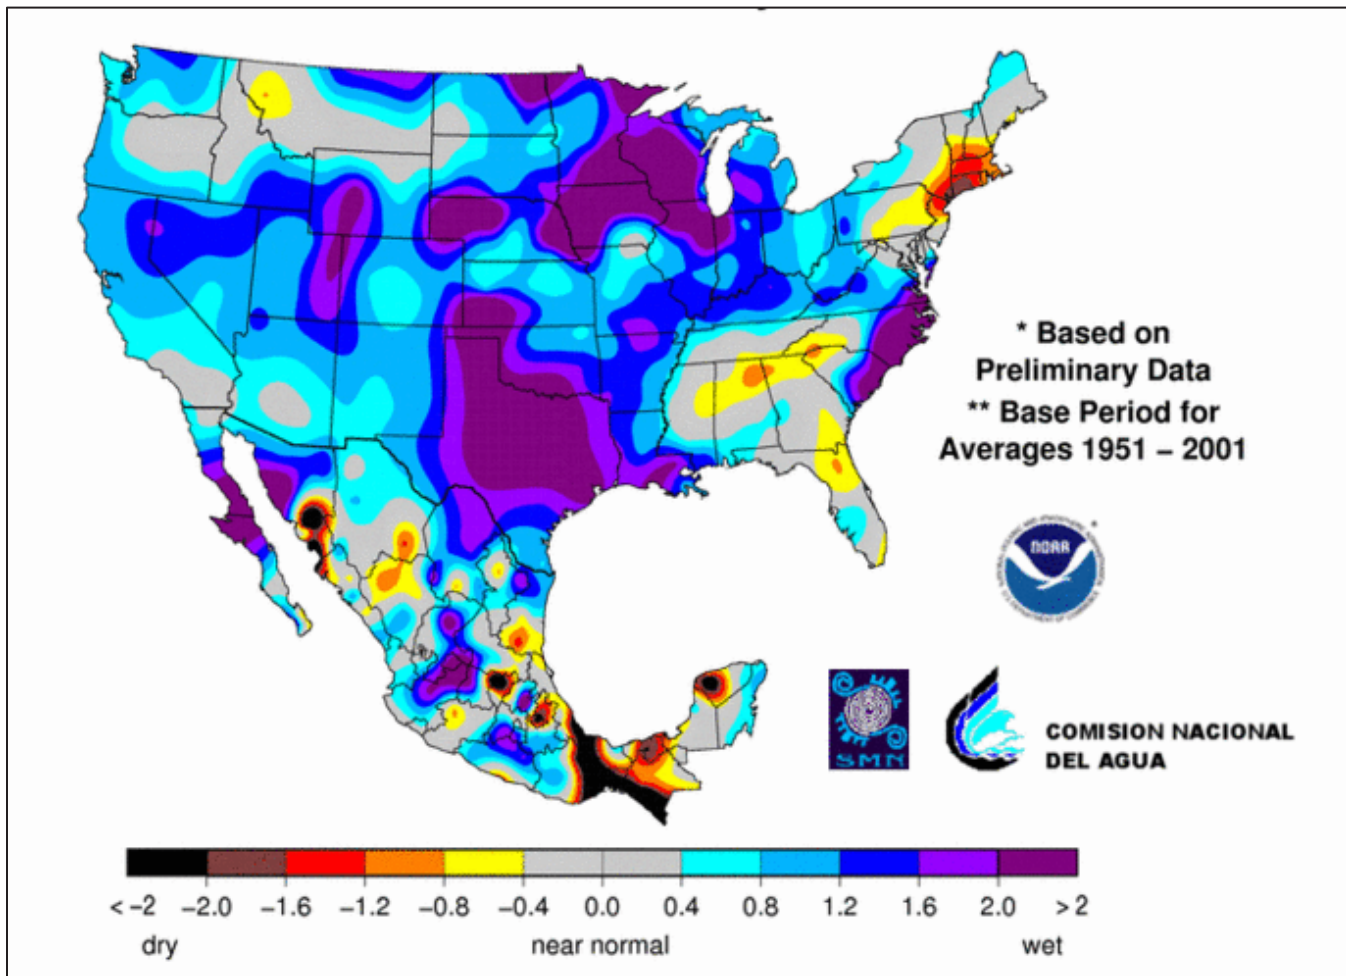 * Based on
Preliminary Data
** Base Period for
Averages 1951 – 2001
NOAA
SMN
COMISION NACIONAL
DEL AGUA
< −2 −2.0 −1.6 −1.2 −0.8 −0.4 0.0 0.4 0.8 1.2 1.6 2.0 > 2
dry near normal wet